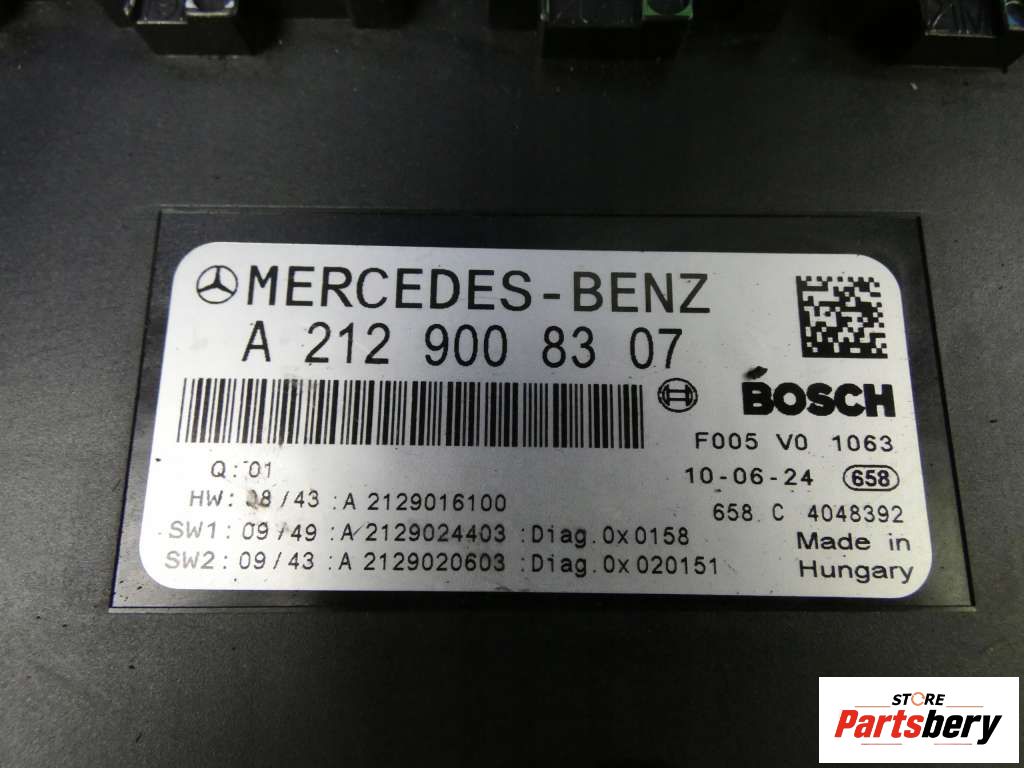 MERCEDES-BENZ
A 212 900 83 07
BOSCH
F005 V0 1063
Q: 01
10-06-24 658
HW: 08/43 :A 2129016100
658 C 4048392
SW1: 09/49 :A 2129024403 :Diag.0x0158
Made in
SW2: 09/43 :A 2129020603 :Diag.0x020151
Hungary
STORE
Partsbery